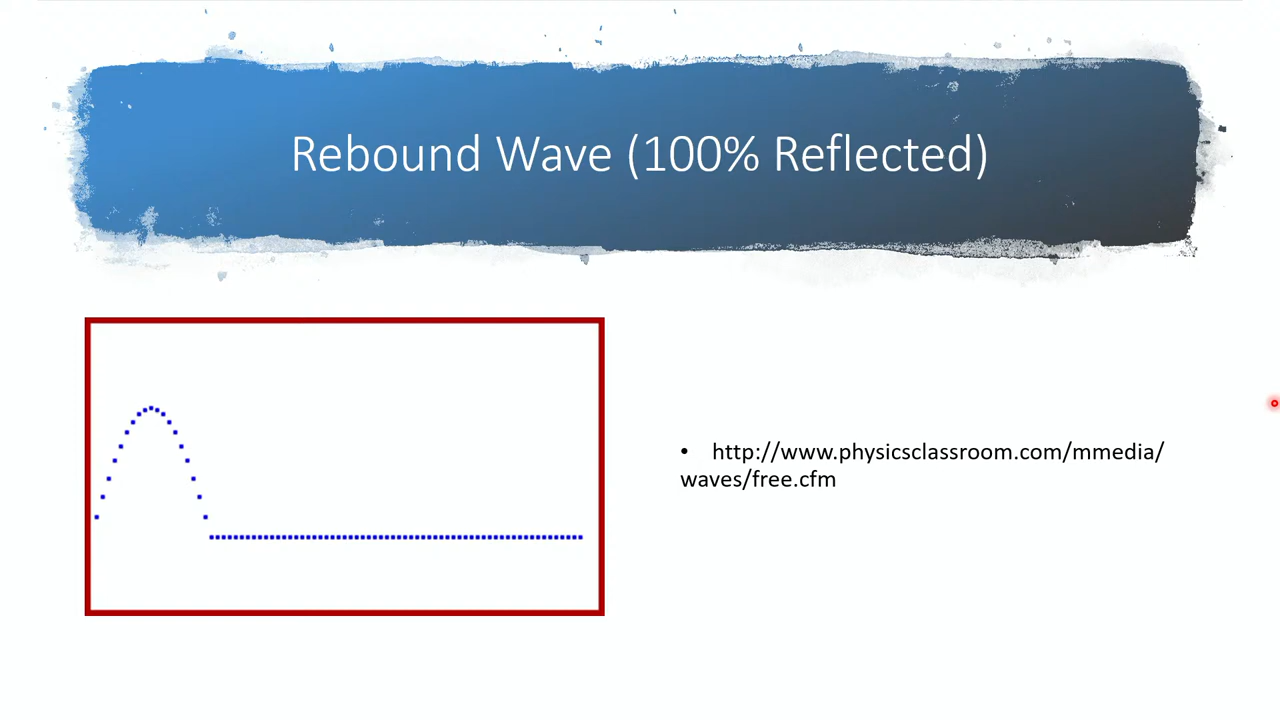 Rebound Wave (100% Reflected)
• http://www.physicsclassroom.com/mmedia/
waves/free.cfm